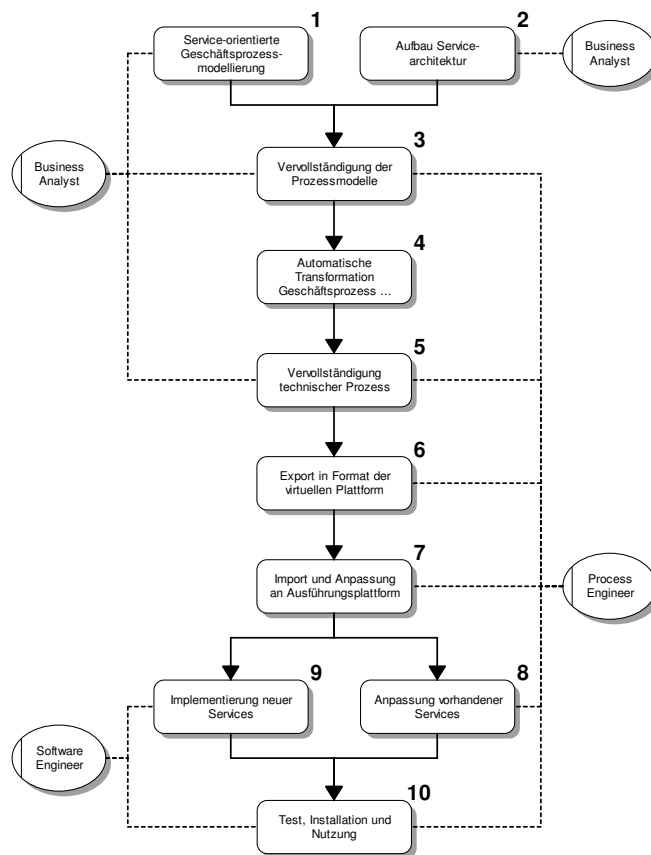 1
Service-orientierte
Geschäftsprozess-
modellierung
2
Aufbau Service-
architektur
Business
Analyst
3
Vervollständigung der
Prozessmodelle
Business
Analyst
4
Automatische
Transformation
Geschäftsprozess ...
5
Vervollständigung
technischer Prozess
6
Export in Format der
virtuellen Plattform
7
Import und Anpassung
an Ausführungsplattform
Process
Engineer
9
Implementierung neuer
Services
8
Anpassung vorhandener
Services
Software
Engineer
10
Test, Installation und
Nutzung